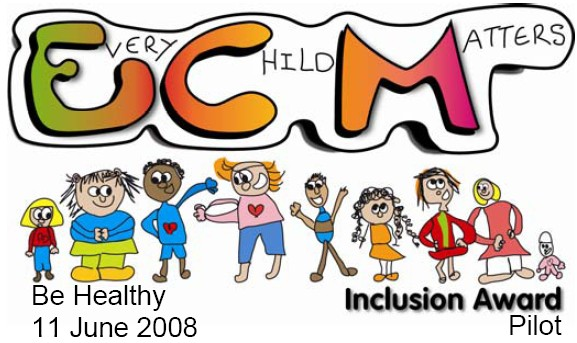 EVERY CHILD MATTERS
Be Healthy
Inclusion Award
11 June 2008
Pilot